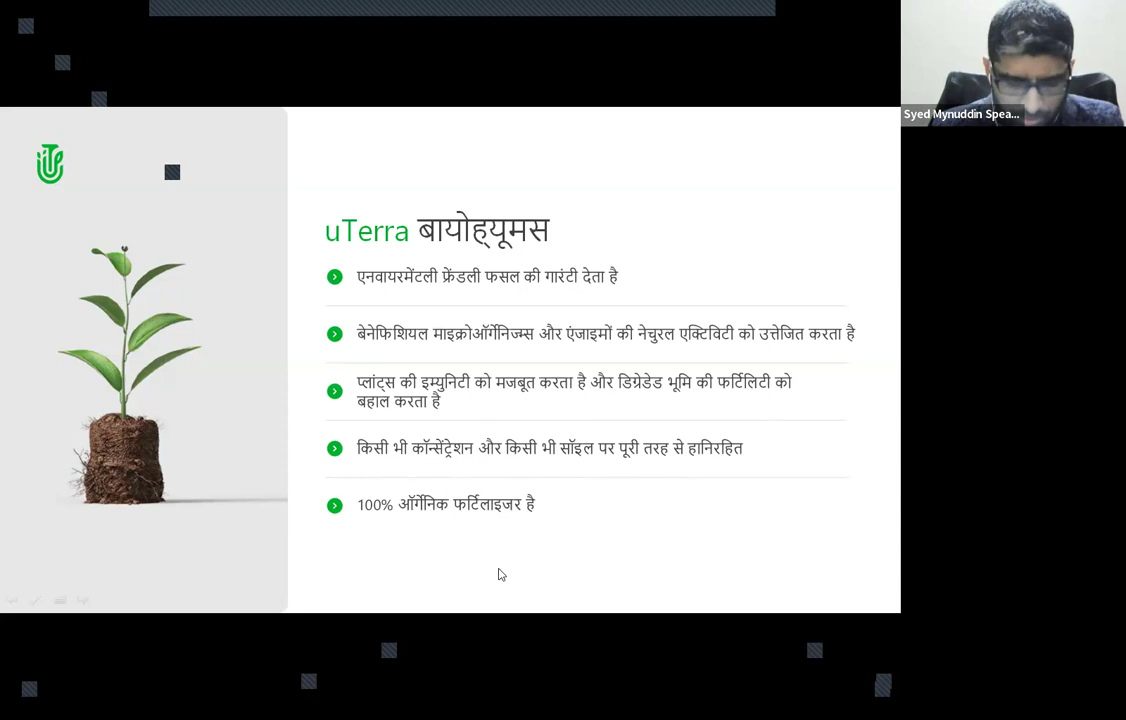 Syed Mynuddin Spea...
uTerra बायोह्यूमस
एनवायरमेंटली फ्रेंडली फसल की गारंटी देता है
बेनेफिशियल माइक्रोऑर्गेनिज्म्स और एंजाइमों की नेचुरल एक्टिविटी को उत्तेजित करता है
प्लांट्स की इम्युनिटी को मजबूत करता है और डिग्रेडेड भूमि की फर्टिलिटी को
बहाल करता है
किसी भी कॉन्सेंट्रेशन और किसी भी सॉइल पर पूरी तरह से हानिरहित
100% ऑर्गेनिक फर्टिलाइजर है